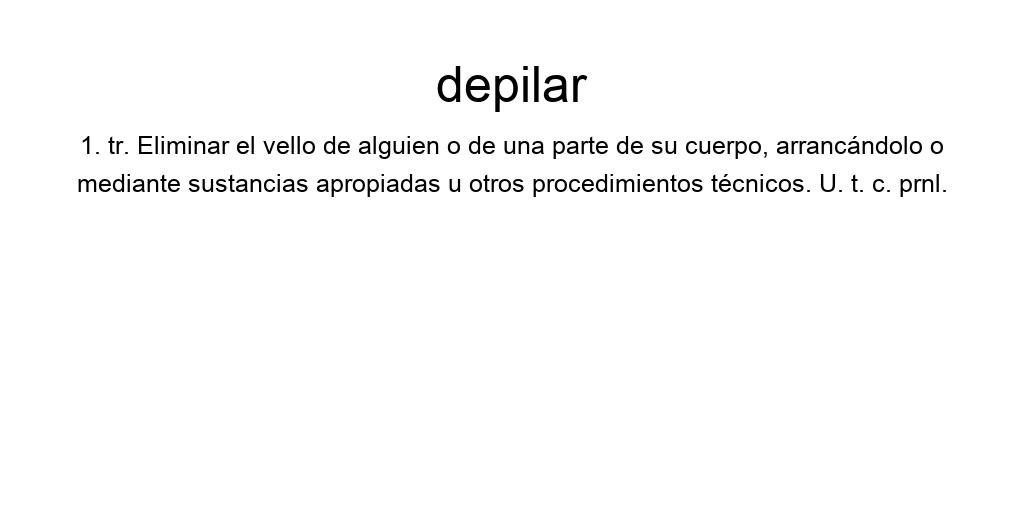 depilar
1. tr. Eliminar el vello de alguien o de una parte de su cuerpo, arrancándolo o
mediante sustancias apropiadas u otros procedimientos técnicos. U. t. c. prnl.